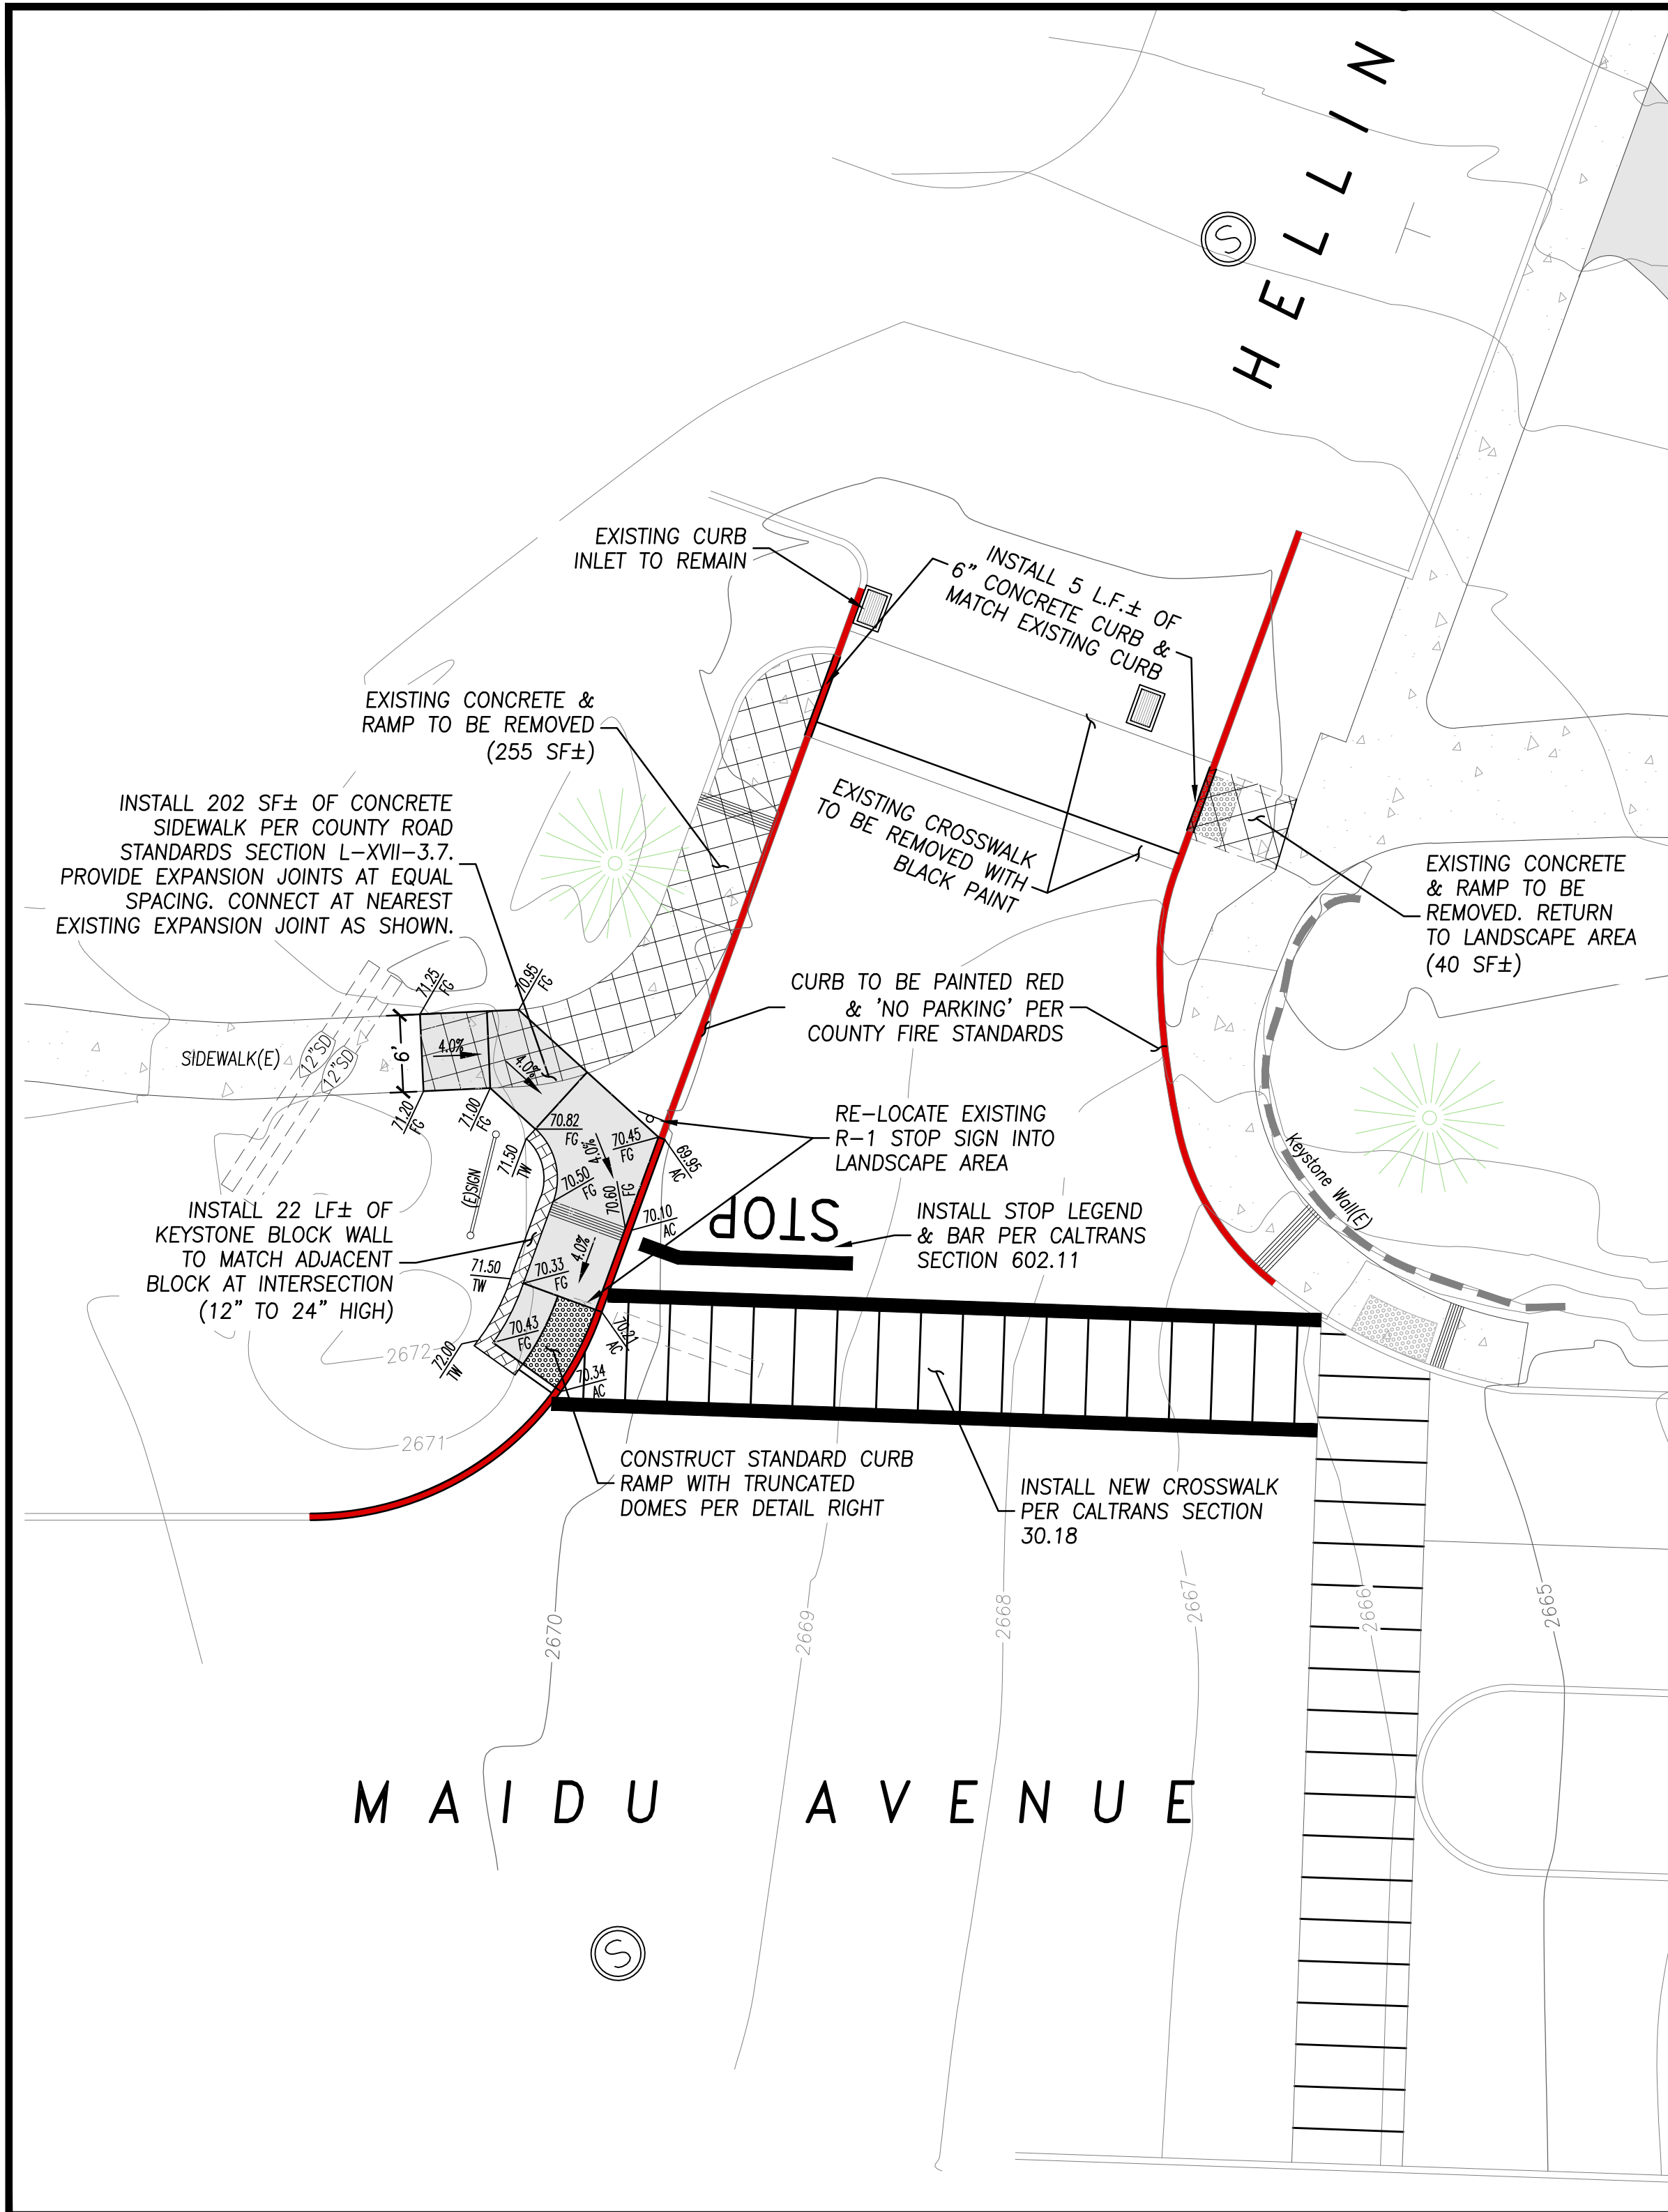 HELLIN
S
EXISTING CURB
INLET TO REMAIN
INSTALL 5 L.F.± OF
6" CONCRETE CURB &
MATCH EXISTING CURB
EXISTING CONCRETE &
RAMP TO BE REMOVED
(255 SF±)
INSTALL 202 SF± OF CONCRETE
SIDEWALK PER COUNTY ROAD
STANDARDS SECTION L-XVII-3.7.
PROVIDE EXPANSION JOINTS AT EQUAL
SPACING. CONNECT AT NEAREST
EXISTING EXPANSION JOINT AS SHOWN.
EXISTING CROSSWALK
TO BE REMOVED WITH
BLACK PAINT
EXISTING CONCRETE
& RAMP TO BE
REMOVED. RETURN
TO LANDSCAPE AREA
(40 SF±)
CURB TO BE PAINTED RED
& 'NO PARKING' PER
COUNTY FIRE STANDARDS
71.25
FG
70.95
FG
SIDEWALK(E)
12"SD
12"SD
6'
4.0%
4.0%
71.20
FG
71.00
FG
70.82
FG
4.0%
70.45
FG
69.95
AC
RE-LOCATE EXISTING
R-1 STOP SIGN INTO
LANDSCAPE AREA
Keystone Wall(E)
(E)SIGN
71.50
TW
70.50
FG
70.60
FG
70.10
AC
STOP
INSTALL STOP LEGEND
& BAR PER CALTRANS
SECTION 602.11
INSTALL 22 LF± OF
KEYSTONE BLOCK WALL
TO MATCH ADJACENT
BLOCK AT INTERSECTION
(12" TO 24" HIGH)
71.50
TW
4.0%
70.33
FG
70.43
FG
70.21
AC
72.00
TW
70.34
AC
2672
2671
CONSTRUCT STANDARD CURB
RAMP WITH TRUNCATED
DOMES PER DETAIL RIGHT
INSTALL NEW CROSSWALK
PER CALTRANS SECTION
30.18
2670
2669
2668
2667
2666
2665
MAIDU AVENUE
S